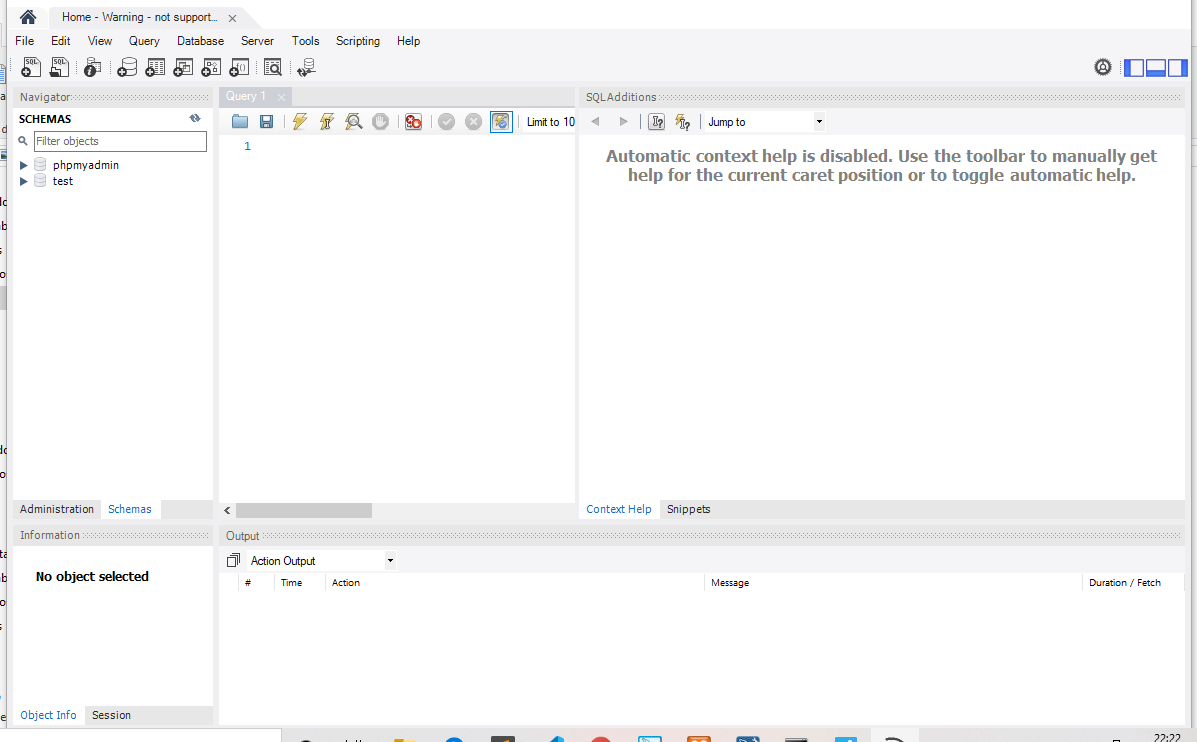 Home - Warning - not support...
File Edit View Query Database Server Tools Scripting Help
Navigator
SCHEMAS
Filter objects
phpmyadmin
test
Administration Schemas
Information
No object selected
Object Info Session
Query 1
Limit to 10
1
SQLAdditions
Jump to
Automatic context help is disabled. Use the toolbar to manually get
help for the current caret position or to toggle automatic help.
Context Help Snippets
Output
Action Output
# Time Action Message Duration / Fetch
22:22